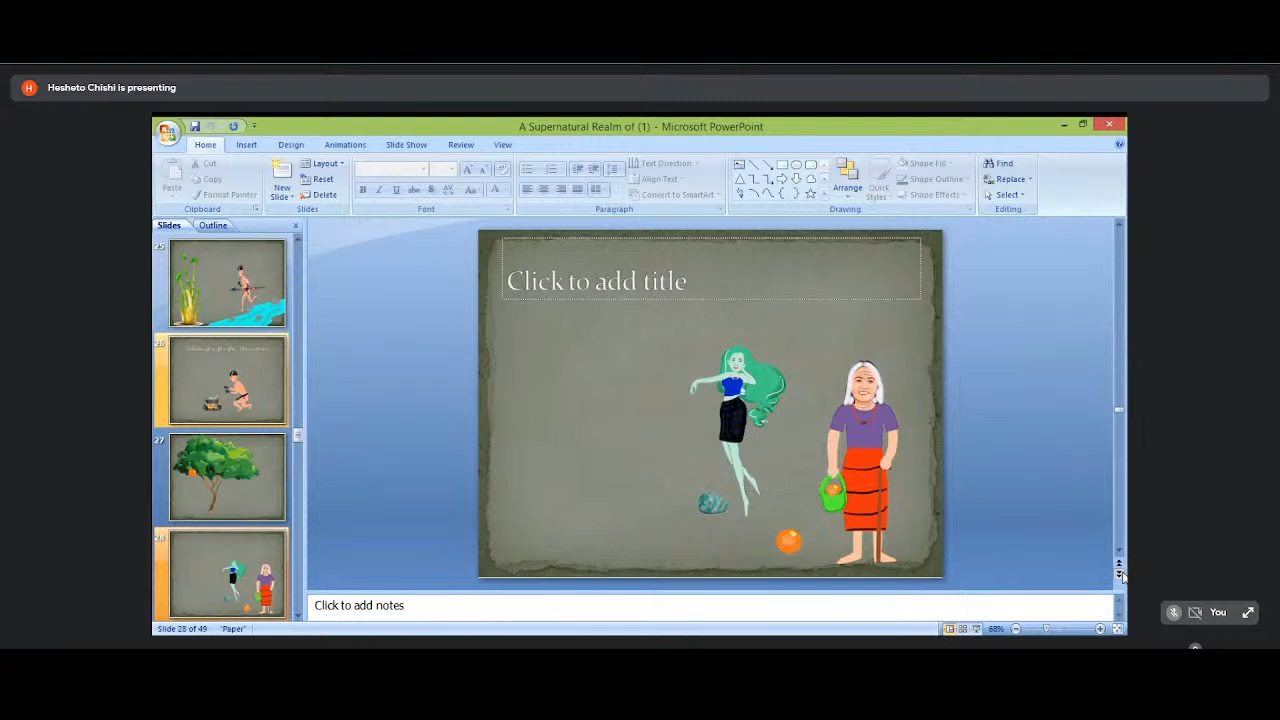 H
Hesheto Chishi is presenting
A Supernatural Realm of (1) - Microsoft PowerPoint
Home Insert Design Animations Slide Show Review View
Paste
Cut
Copy
Format Painter
Clipboard
New Slide
Layout
Reset
Delete
Slides
B I U abe S AV Aa A
Font
Text Direction
Align Text
Convert to SmartArt
Paragraph
Arrange
Quick Styles
Shape Fill
Shape Outline
Shape Effects
Drawing
Find
Replace
Select
Editing
Slides Outline
25
26
27
28
Click to add title
Click to add notes
Slide 28 of 49 "Paper"
68%
You